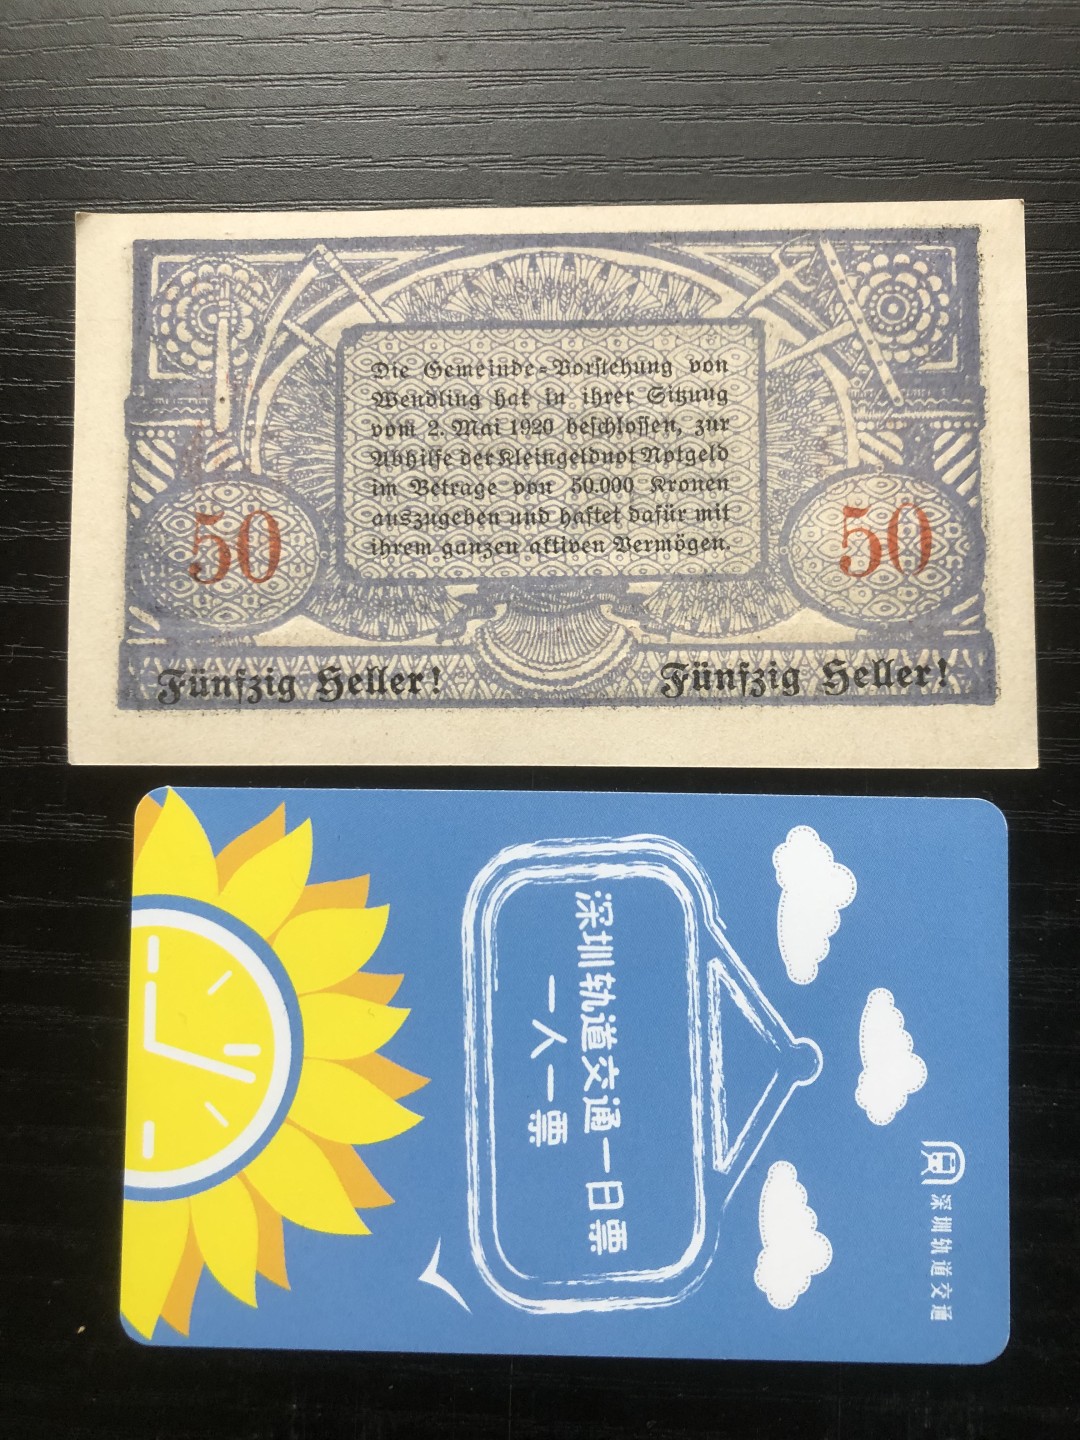 Die Gemeinde=Vorstehung von
Wendling hat in ihrer Sitzung
vom 2. Mai 1920 beschlossen, zur
Abhilfe der Kleingeldnot Notgeld
im Betrage von 50.000 Kronen
auszugeben und haftet dafür mit
ihrem ganzen aktiven Vermögen.
50
50
Fünfzig Heller!
Fünfzig Heller!
深圳轨道交通
深圳轨道交通一日票
一人一票